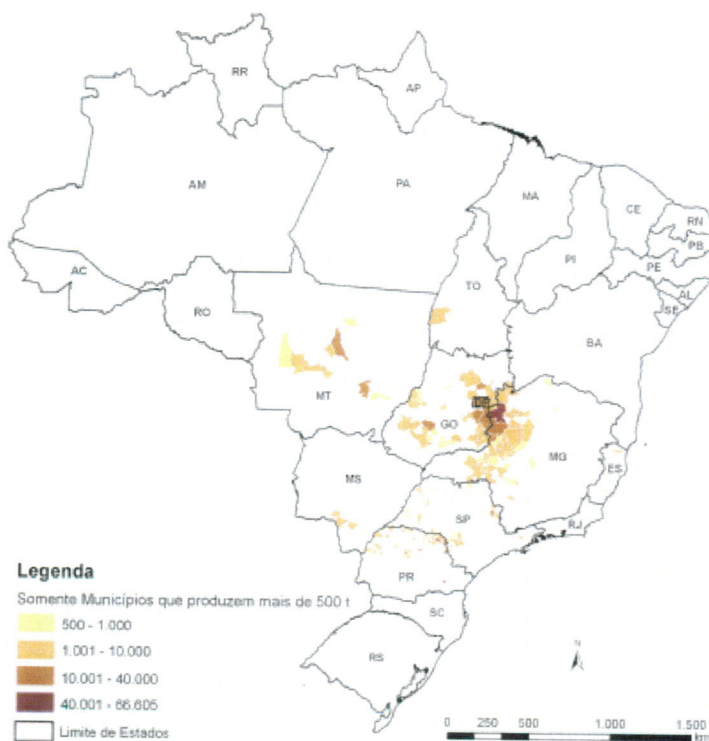 RR
AP
AM
PA
MA
CE
RN
PB
PE
PI
AL
SE
AC
TO
RO
BA
MT
GO
MG
ES
MS
SP
RJ
PR
SC
RS
Legenda
Somente Municípios que produzem mais de 500 t
500 - 1.000
1.001 - 10.000
10.001 - 40.000
40.001 - 66.605
Limite de Estados
N
0 250 500 1.000 1.500
km